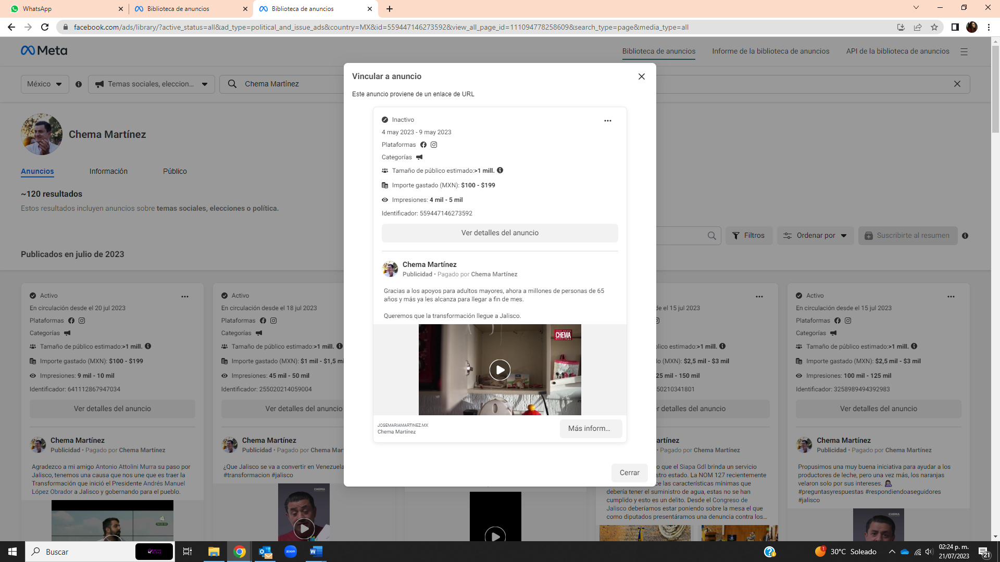 WhatsApp
Biblioteca de anuncios
Biblioteca de anuncios
facebook.com/ads/library/?active_status=all&ad_type=political_and_issue_ads&country=MX&id=559447146273592&view_all_page_id=111094778258609&search_type=page&media_type=all
Meta
Biblioteca de anuncios
Informe de la biblioteca de anuncios
API de la biblioteca de anuncios
México
Temas sociales, eleccion...
Chema Martínez
Chema Martínez
Anuncios
Información
Público
~120 resultados
Estos resultados incluyen anuncios sobre temas sociales, elecciones o política.
Filtros
Ordenar por
Suscribirte al resumen
Publicados en julio de 2023
Vincular a anuncio
Este anuncio proviene de un enlace de URL
Inactivo
4 may 2023 - 9 may 2023
Plataformas
Categorías
Tamaño de público estimado:>1 mill.
Importe gastado (MXN): $100 - $199
Impresiones: 4 mil - 5 mil
Identificador: 559447146273592
Ver detalles del anuncio
Chema Martínez
Publicidad • Pagado por Chema Martínez
Gracias a los apoyos para adultos mayores, ahora a millones de personas de 65
años y más ya les alcanza para llegar a fin de mes.
Queremos que la transformación llegue a Jalisco.
JOSÉ MARÍA
CHEMA
MARTÍNEZ
JOSEMARIAMARTINEZ.MX
Chema Martínez
Más inform...
Cerrar
Activo
En circulación desde el 20 jul 2023
Plataformas
Categorías
Tamaño de público estimado:>1 mill.
Importe gastado (MXN): $100 - $199
Impresiones: 9 mil - 10 mil
Identificador: 641112867947034
Ver detalles del anuncio
Chema Martínez
Publicidad • Pagado por Chema Martínez
Agradezco a mi amigo Antonio Attolini Murra su paso por
Jalisco, tenemos una causa que nos une que es traer la
Transformación que inició el Presidente Andrés Manuel
López Obrador a Jalisco y gobernando para el pueblo.
Activo
En circulación desde el 18 jul 2023
Plataformas
Categorías
Tamaño de público estimado:>1 mill.
Importe gastado (MXN): $1 mil - $1,5 mi
Impresiones: 45 mil - 50 mil
Identificador: 255020214059004
Ver detalles del anuncio
Chema Martínez
Publicidad • Pagado por Chema Mar
¿Que Jalisco se va a convertir en Venezuela
#transformacion #jalisco
CHEMA
de el 15 jul 2023
lico estimado:>1 mill.
o (MXN): $2,5 mil - $3 mil
25 mil - 150 mil
50210341801
r detalles del anuncio
artínez
• Pagado por Chema Martínez
o que el Siapa Gdl brinda un servicio
stro estado. La NOM 127 recientemente
ce las características mínimas que
debería tener el suministro de agua, estas no se han
cumplido y esto es un delito. Desde el Congreso de
Jalisco deberíamos estar poniendo sobre la mesa el que
como diputados presentáramos una denuncia contra los...
Activo
En circulación desde el 15 jul 2023
Plataformas
Categorías
Tamaño de público estimado:>1 mill.
Importe gastado (MXN): $2,5 mil - $3 mil
Impresiones: 100 mil - 125 mil
Identificador: 3258989494392983
Ver detalles del anuncio
Chema Martínez
Publicidad • Pagado por Chema Martínez
Propusimos una muy buena iniciativa para ayudar a los
productores de leche, pero una vez más, los naranjas
velaron solo por sus intereses.
#preguntasyrespuestas #respondiendoaseguidores
#jalisco
CHEMA
Buscar
zoom
30°C Soleado
02:24 p. m.
21/07/2023
21